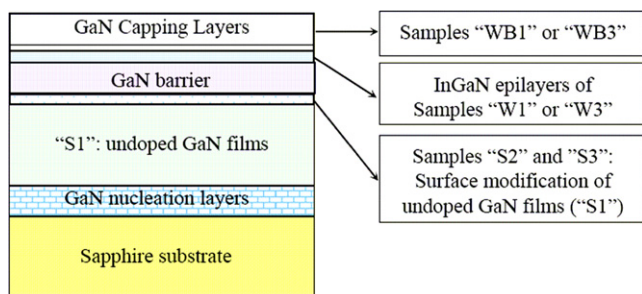 GaN Capping Layers
GaN barrier
“S1”: undoped GaN films
GaN nucleation layers
Sapphire substrate
Samples “WB1” or “WB3”
InGaN epilayers of
Samples “W1” or “W3”
Samples “S2” and ”S3”:
Surface modification of
undoped GaN films (“S1”)